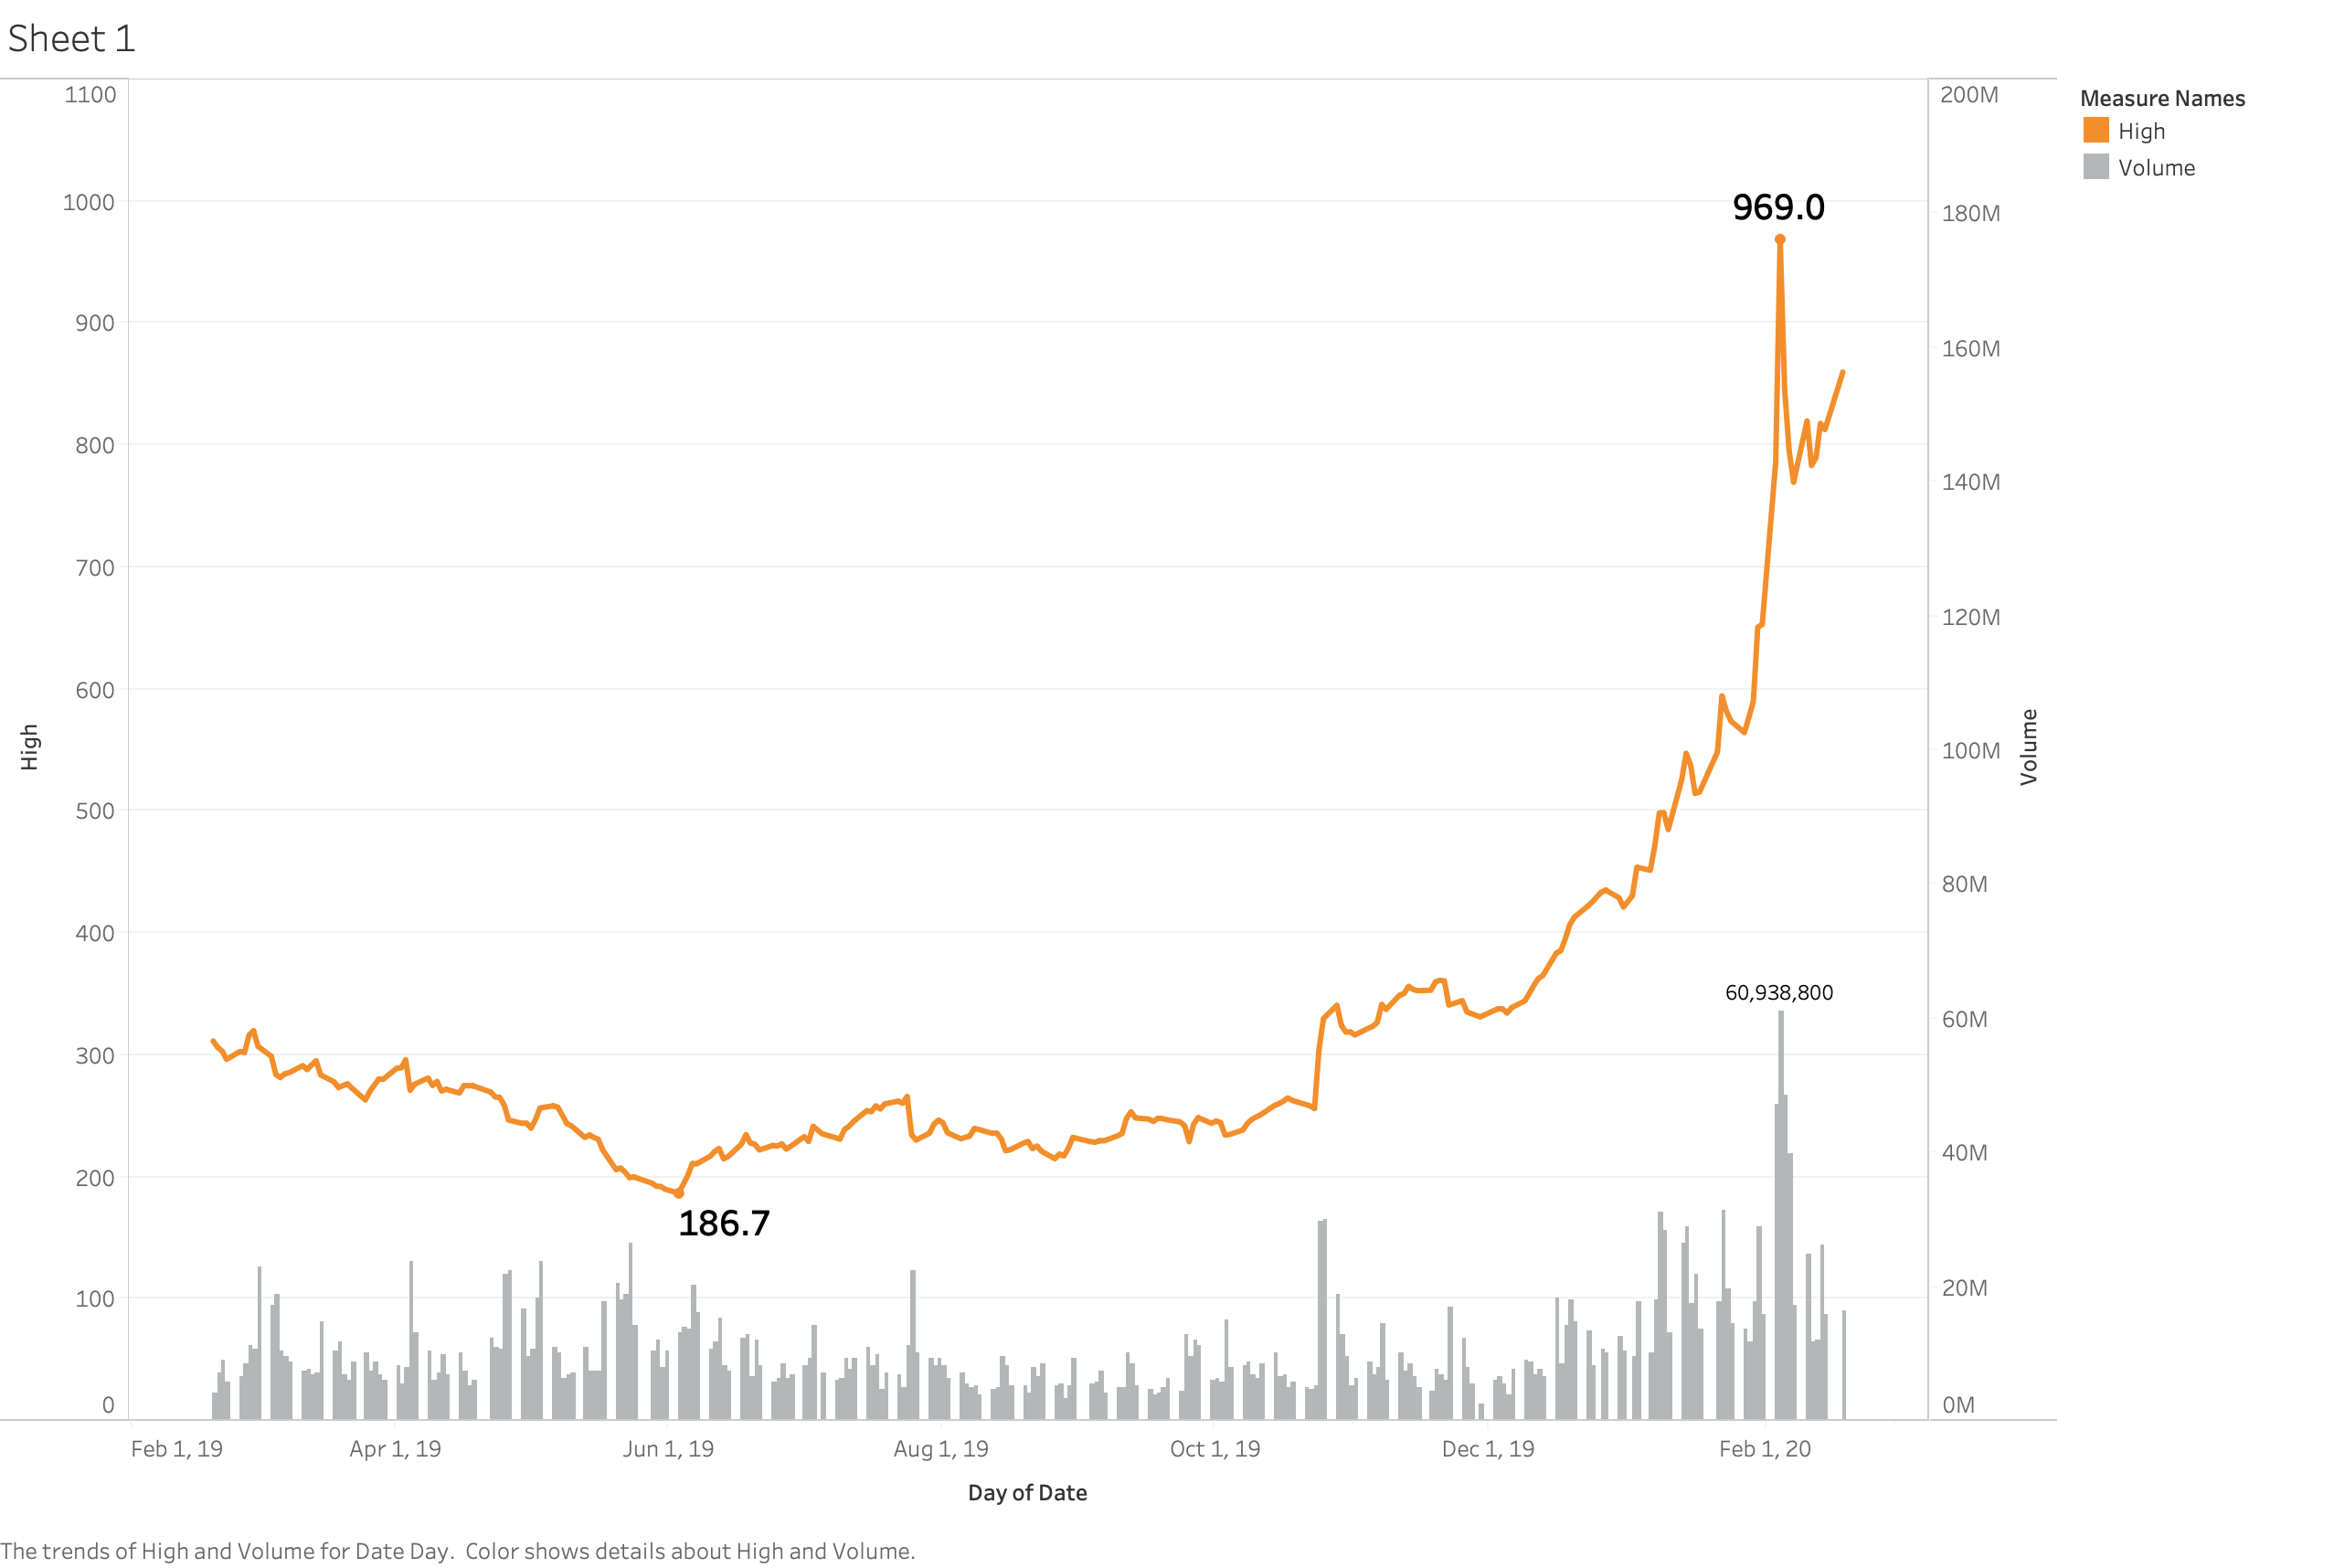 Sheet 1
1100
1000
900
800
700
600
500
400
300
200
100
0
High
969.0
186.7
60,938,800
200M
180M
160M
140M
120M
100M
80M
60M
40M
20M
0M
Volume
Measure Names
High
Volume
Feb 1, 19 Apr 1, 19 Jun 1, 19 Aug 1, 19 Oct 1, 19 Dec 1, 19 Feb 1, 20
Day of Date
The trends of High and Volume for Date Day.  Color shows details about High and Volume.